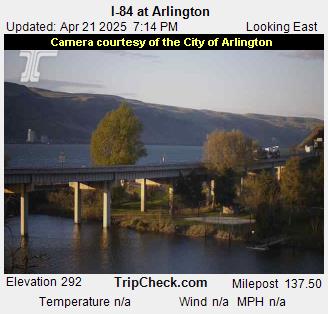 I-84 at Arlington
Updated: Apr 21 2025 7:14 PM Looking East
Camera courtesy of the City of Arlington
Elevation 292 TripCheck.com Milepost 137.50
Temperature n/a Wind n/a MPH n/a